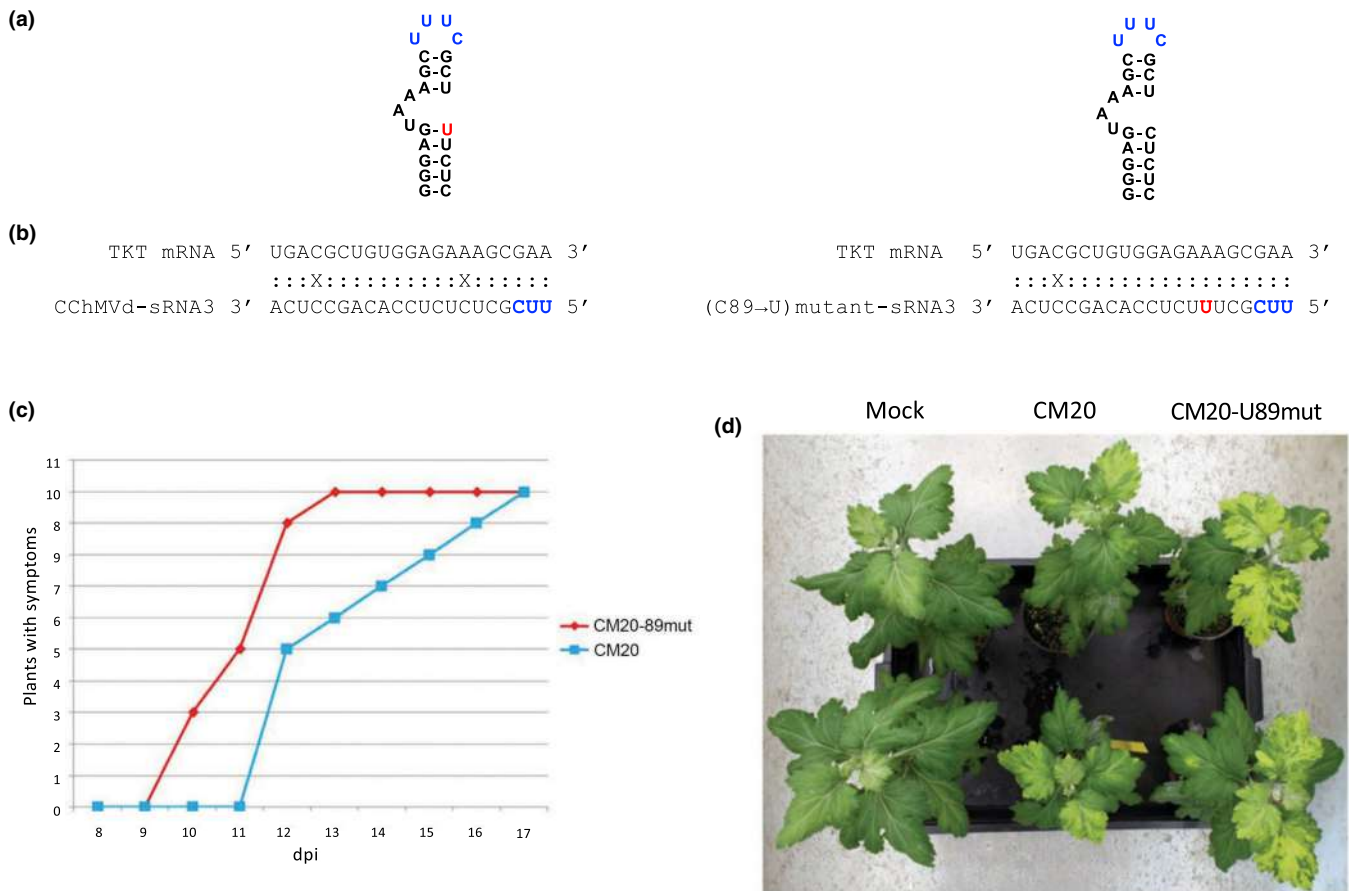 (a)
U U
U C
C-G
G-C
A A-U
A
U G-U
A-U
G-C
G-U
G-C
U U
U C
C-G
G-C
A A-U
A
U G-C
A-U
G-C
G-U
G-C
(b)
TKT mRNA 5′ UGACGCUGUGGAGAAAGCGAA 3′
:::X::::::::::X::::::
CChMVd-sRNA3 3′ ACUCCGACACCUCUCUCGCUU 5′
TKT mRNA 5′ UGACGCUGUGGAGAAAGCGAA 3′
:::X:::::::::::::::::
(C89→U)mutant-sRNA3 3′ ACUCCGACACCUCUUUCGCUU 5′
(c)
Plants with symptoms
11
10
8
9
7
6
5
4
3
2
1
0
8 9 10 11 12 13 14 15 16 17
dpi
CM20-89mut
CM20
(d)
Mock CM20 CM20-U89mut